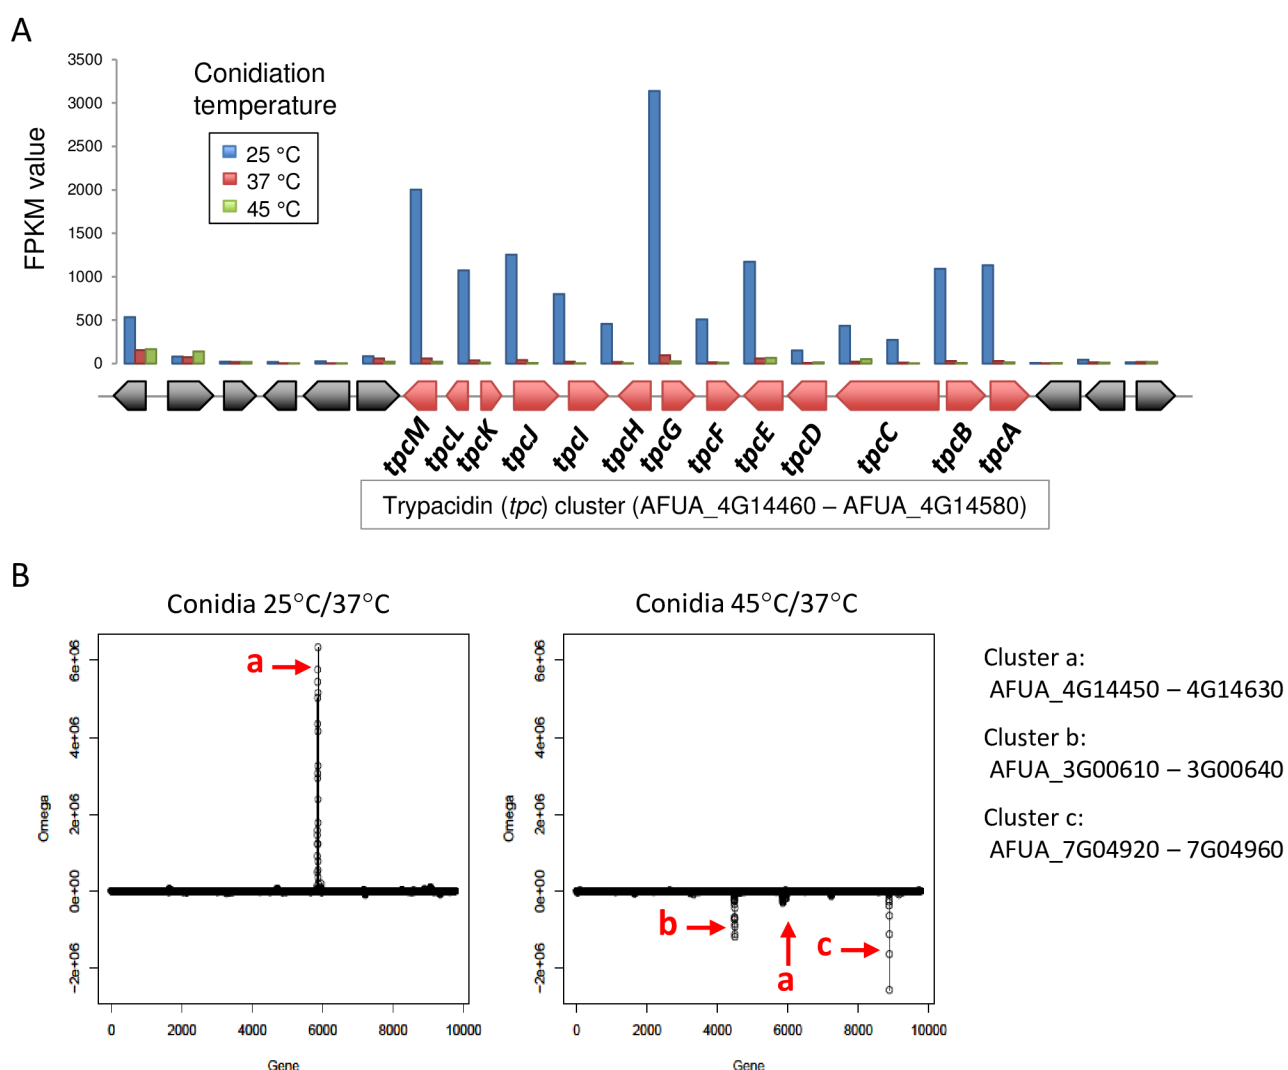 A
3500
3000
2500
2000
1500
1000
500
0
FPKM value
Conidiation
temperature
25 °C
37 °C
45 °C
tpcM
tpcL
tpcK
tpcJ
tpcI
tpcH
tpcG
tpcF
tpcE
tpcD
tpcC
tpcB
tpcA
Trypacidin (tpc) cluster (AFUA_4G14460 – AFUA_4G14580)
B
Conidia 25°C/37°C
6e+06
4e+06
2e+06
0e+00
−2e+06
Omega
a
0 2000 4000 6000 8000 10000
Gene
Conidia 45°C/37°C
6e+06
4e+06
2e+06
0e+00
−2e+06
Omega
b
a
c
0 2000 4000 6000 8000 10000
Gene
Cluster a:
AFUA_4G14450 – 4G14630
Cluster b:
AFUA_3G00610 – 3G00640
Cluster c:
AFUA_7G04920 – 7G04960